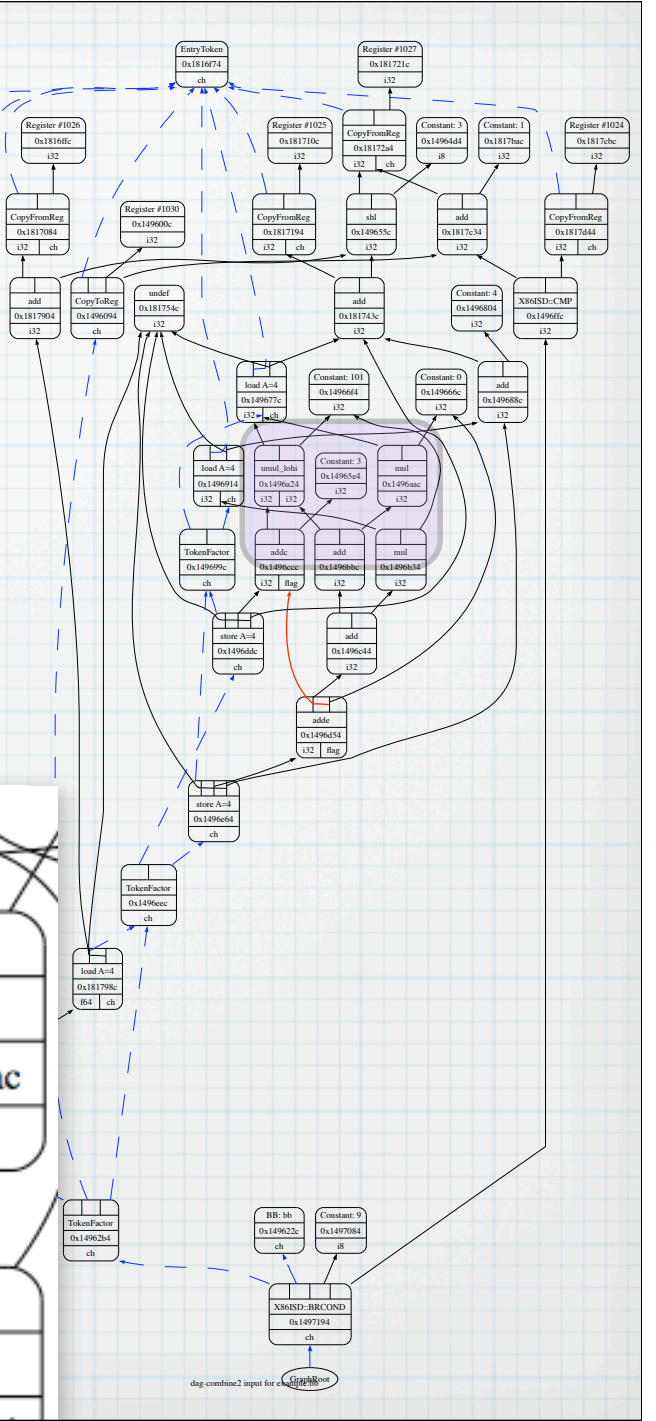 EntryToken
0x1816f74
ch
Register #1027
0x181721c
i32
Register #1026
0x1816ffc
i32
Register #1025
0x181710c
i32
CopyFromReg
0x18172a4
i32 ch
Constant: 3
0x14964d4
i8
Constant: 1
0x1817bac
i32
Register #1024
0x1817cbc
i32
CopyFromReg
0x1817084
i32 ch
Register #1030
0x149600c
i32
CopyFromReg
0x1817194
i32 ch
shl
0x149655c
i32
add
0x1817c34
i32
CopyFromReg
0x1817d44
i32 ch
add
0x1817904
i32
CopyToReg
0x1496094
ch
undef
0x181754c
i32
add
0x181743c
i32
Constant: 4
0x1496804
i32
X86ISD::CMP
0x1496ffc
i32
load A=4
0x149677c
i32 ch
Constant: 101
0x14966f4
i32
Constant: 0
0x149666c
i32
add
0x149688c
i32
load A=4
0x1496914
i32 ch
umul_lohi
0x1496a24
i32 i32
Constant: 3
0x14965e4
i32
mul
0x1496aac
i32
TokenFactor
0x149699c
ch
addc
0x1496ccc
i32 flag
add
0x1496bbc
i32
mul
0x1496b34
i32
store A=4
0x1496ddc
ch
add
0x1496c44
i32
adde
0x1496d54
i32 flag
store A=4
0x1496e64
ch
TokenFactor
0x1496eec
ch
load A=4
0x181798c
f64 ch
TokenFactor
0x14962b4
ch
BB: bb
0x149622c
ch
Constant: 9
0x1497084
i8
X86ISD::BRCOND
0x1497194
ch
GraphRoot
dag-combine2 input for example:bb